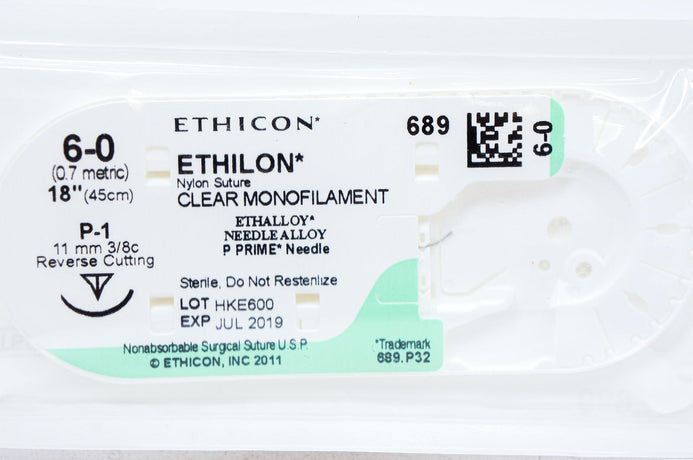 6-0
(0.7 metric)
18" (45cm)
P-1
11 mm 3/8c
Reverse Cutting
ETHICON*
ETHILON*
Nylon Suture
CLEAR MONOFILAMENT
ETHALLOY*
NEEDLE ALLOY
P PRIME* Needle
Sterile, Do Not Resterilize
LOT HKE600
EXP JUL 2019
Nonabsorbable Surgical Suture U.S.P.
© ETHICON, INC 2011
689
6-0
*Trademark
689.P32